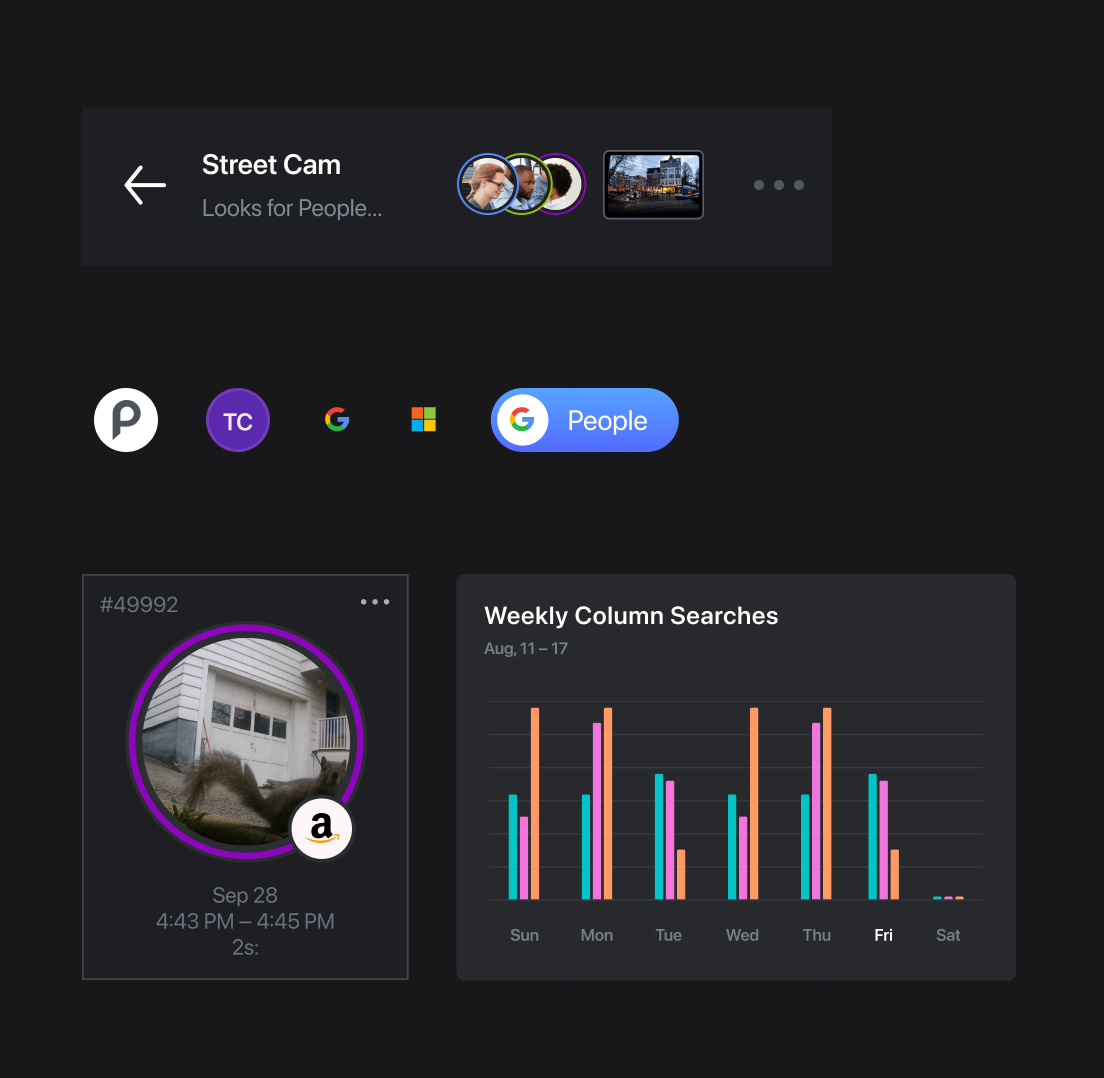 Street Cam
Looks for People...
P
TC
G
G People
#49992
a
Sep 28
4:43 PM – 4:45 PM
2s:
Weekly Column Searches
Aug, 11 – 17
Sun Mon Tue Wed Thu Fri Sat